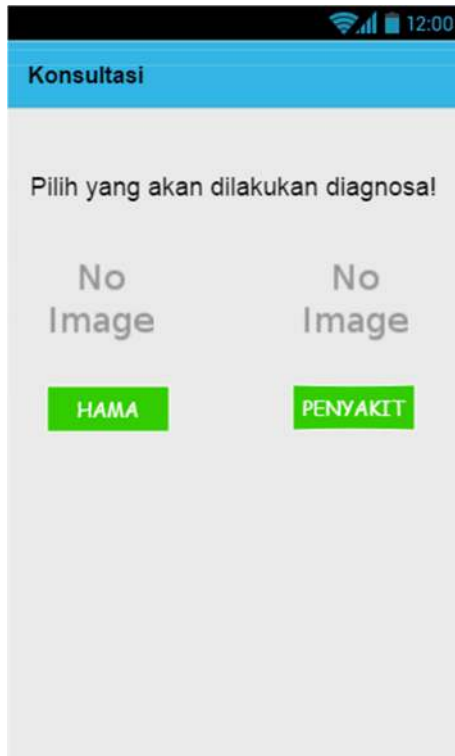 12:00
Konsultasi
Pilih yang akan dilakukan diagnosa!
No
Image
No
Image
HAMA
PENYAKIT